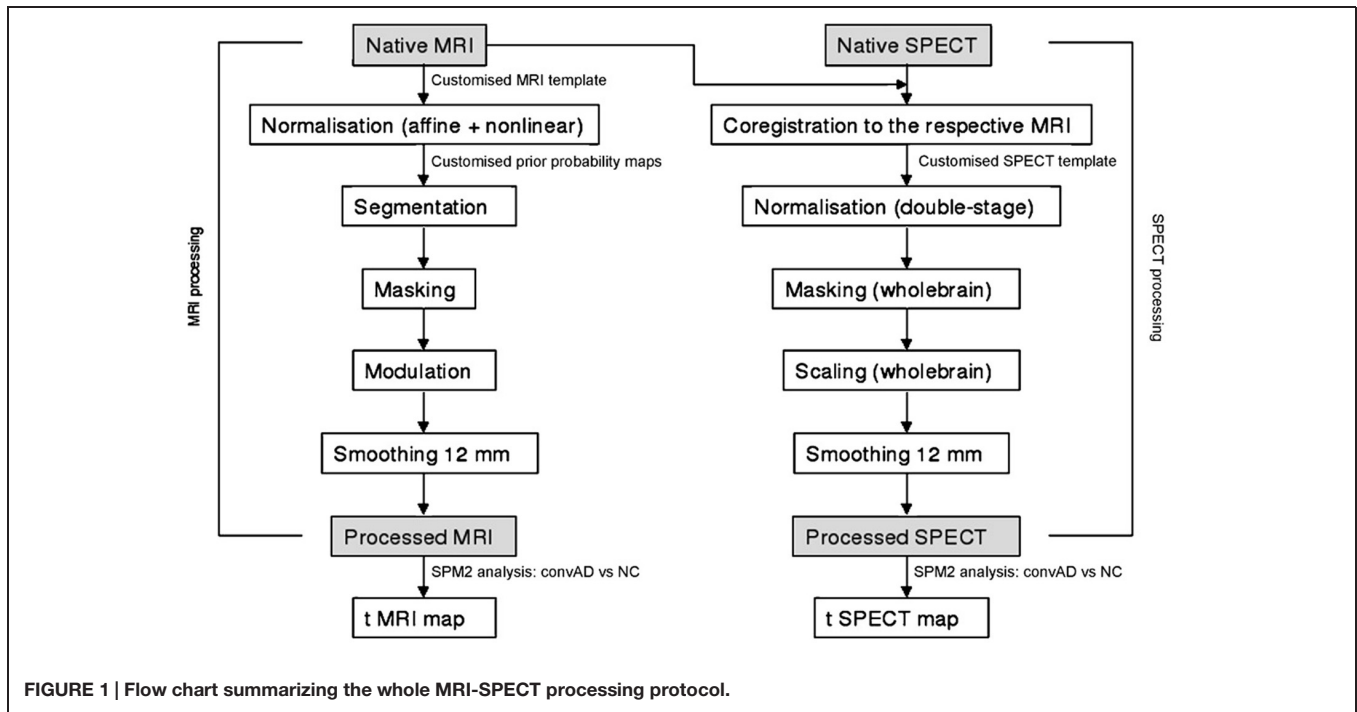 Native MRI
Customised MRI template
Normalisation (affine + nonlinear)
Customised prior probability maps
Segmentation
Masking
Modulation
Smoothing 12 mm
Processed MRI
SPM2 analysis: convAD vs NC
t MRI map
MRI processing
Native SPECT
Coregistration to the respective MRI
Customised SPECT template
Normalisation (double-stage)
Masking (wholebrain)
Scaling (wholebrain)
Smoothing 12 mm
Processed SPECT
SPM2 analysis: convAD vs NC
t SPECT map
SPECT processing
FIGURE 1 | Flow chart summarizing the whole MRI-SPECT processing protocol.